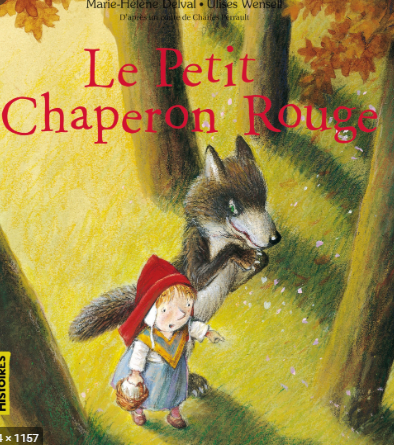 Marie-Hélène Delval • Ulises Wensell
D'après un conte de Charles Perrault
Le Petit
Chaperon Rouge
HISTOIRES
4 × 1157